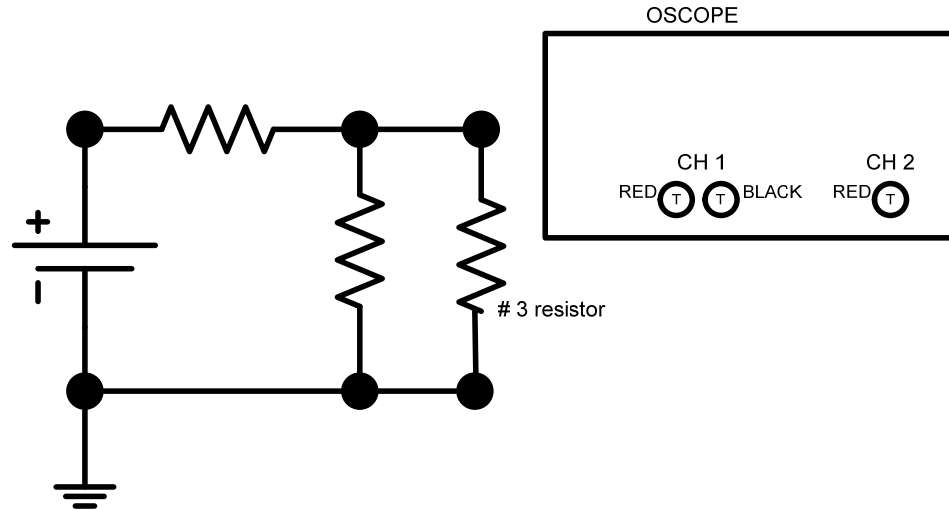 OSCOPE
CH 1
CH 2
RED T T BLACK
RED T
+
–
# 3 resistor